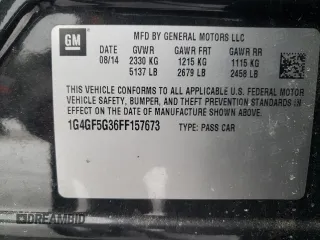 GM
MFD BY GENERAL MOTORS LLC
DATE GVWR GAWR FRT GAWR RR
08/14 2330 KG 1215 KG 1115 KG
5137 LB 2679 LB 2458 LB
THIS VEHICLE CONFORMS TO ALL APPLICABLE U.S. FEDERAL MOTOR VEHICLE
SAFETY, BUMPER, AND THEFT PREVENTION STANDARDS IN EFFECT
ON THE DATE OF MANUFACTURE SHOWN ABOVE.
1G4GF5G36FF157673 TYPE: PASS CAR
DREAMBID